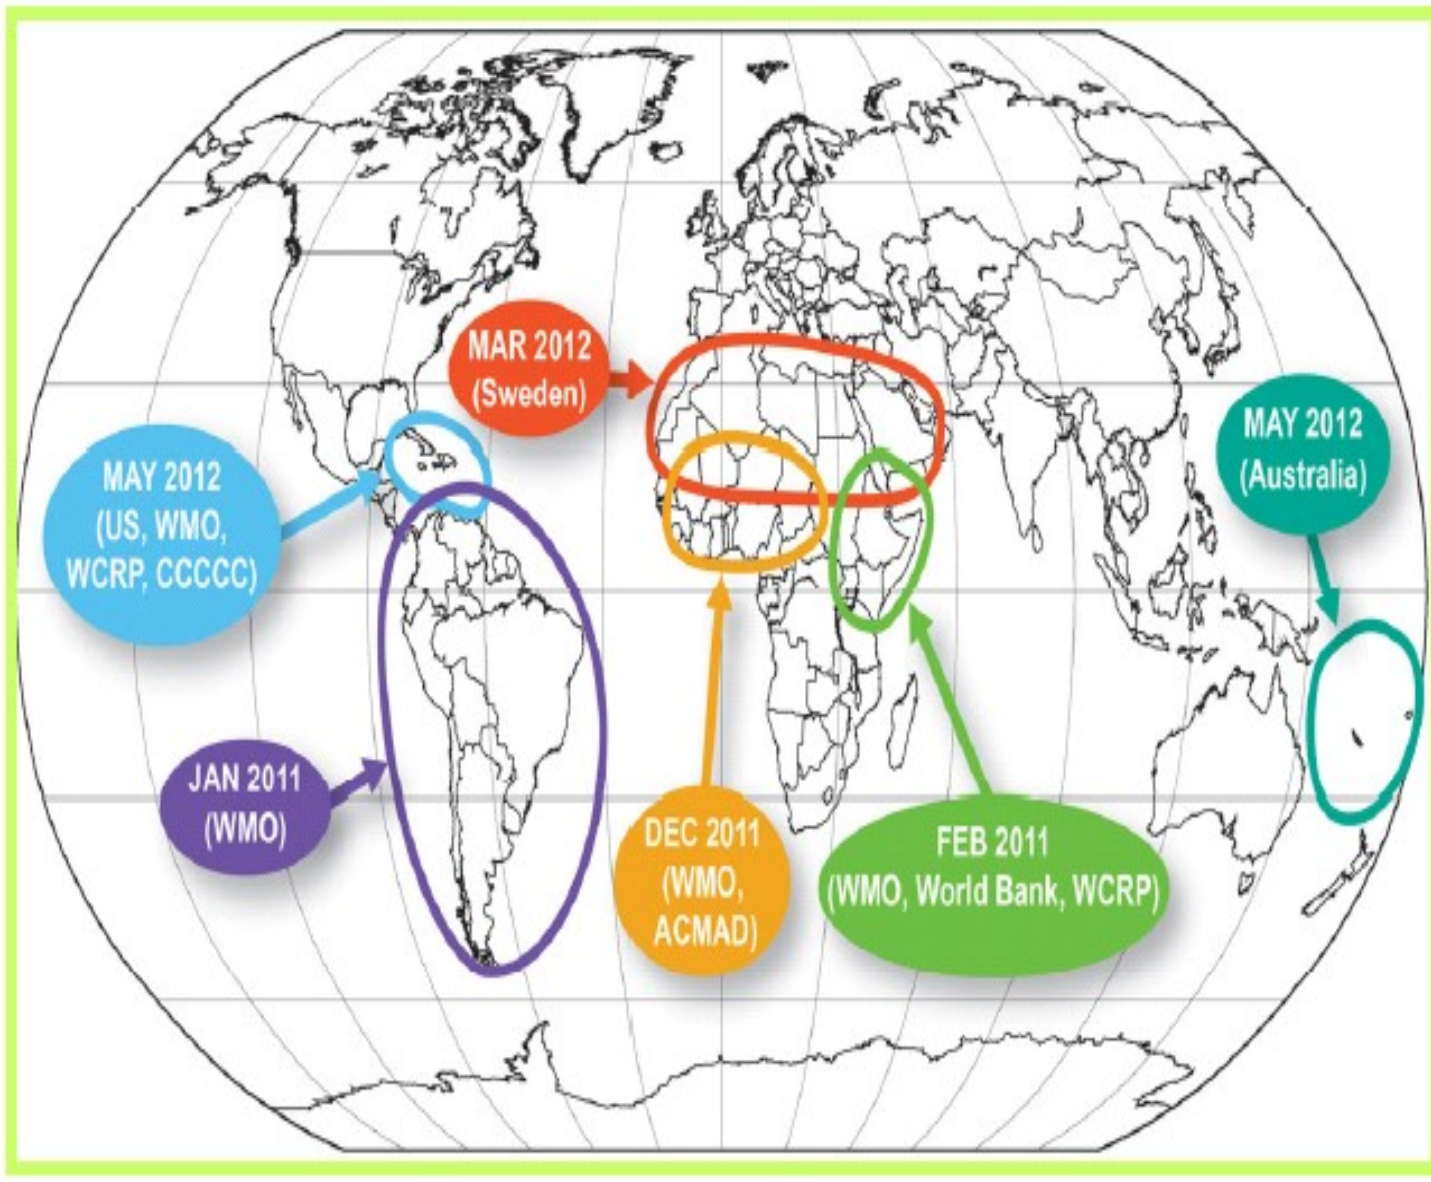 MAR 2012
(Sweden)
MAY 2012
(Australia)
MAY 2012
(US, WMO,
WCRP, CCCCC)
JAN 2011
(WMO)
DEC 2011
(WMO,
ACMAD)
FEB 2011
(WMO, World Bank, WCRP)